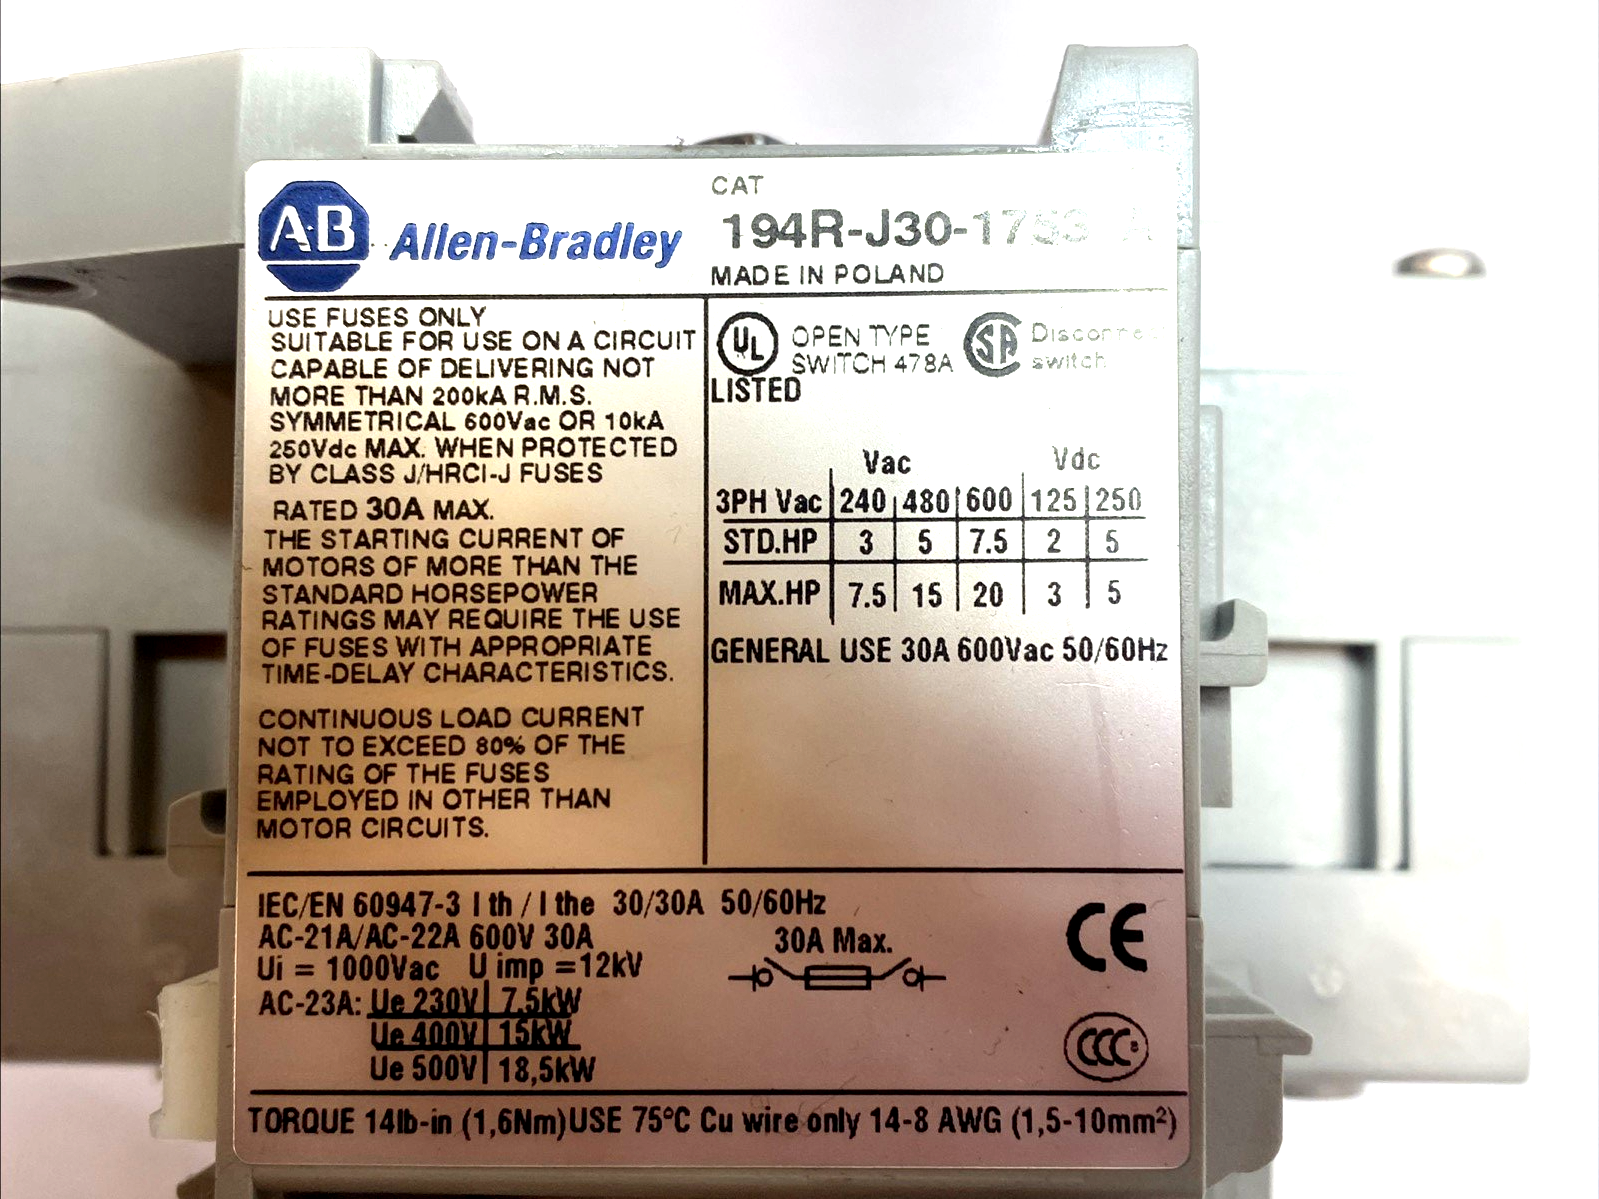 CAT
AB Allen-Bradley 194R-J30-1753 A
MADE IN POLAND
USE FUSES ONLY
SUITABLE FOR USE ON A CIRCUIT
CAPABLE OF DELIVERING NOT
MORE THAN 200kA R.M.S.
SYMMETRICAL 600Vac OR 10kA
250Vdc MAX. WHEN PROTECTED
BY CLASS J/HRCI-J FUSES
RATED 30A MAX.
THE STARTING CURRENT OF
MOTORS OF MORE THAN THE
STANDARD HORSEPOWER
RATINGS MAY REQUIRE THE USE
OF FUSES WITH APPROPRIATE
TIME-DELAY CHARACTERISTICS.
CONTINUOUS LOAD CURRENT
NOT TO EXCEED 80% OF THE
RATING OF THE FUSES
EMPLOYED IN OTHER THAN
MOTOR CIRCUITS.
UL OPEN TYPE SA Disconnect
SWITCH 478A switch
LISTED
Vac Vdc
3PH Vac 240 480 600 125 250
STD.HP 3 5 7.5 2 5
MAX.HP 7.5 15 20 3 5
GENERAL USE 30A 600Vac 50/60Hz
IEC/EN 60947-3 I th / I the 30/30A 50/60Hz
AC-21A/AC-22A 600V 30A
Ui = 1000Vac U imp =12kV
AC-23A: Ue 230V 7,5kW
Ue 400V 15kW
Ue 500V 18,5kW
30A Max.
CE
CCC
TORQUE 14lb-in (1,6Nm) USE 75°C Cu wire only 14-8 AWG (1,5-10mm²)